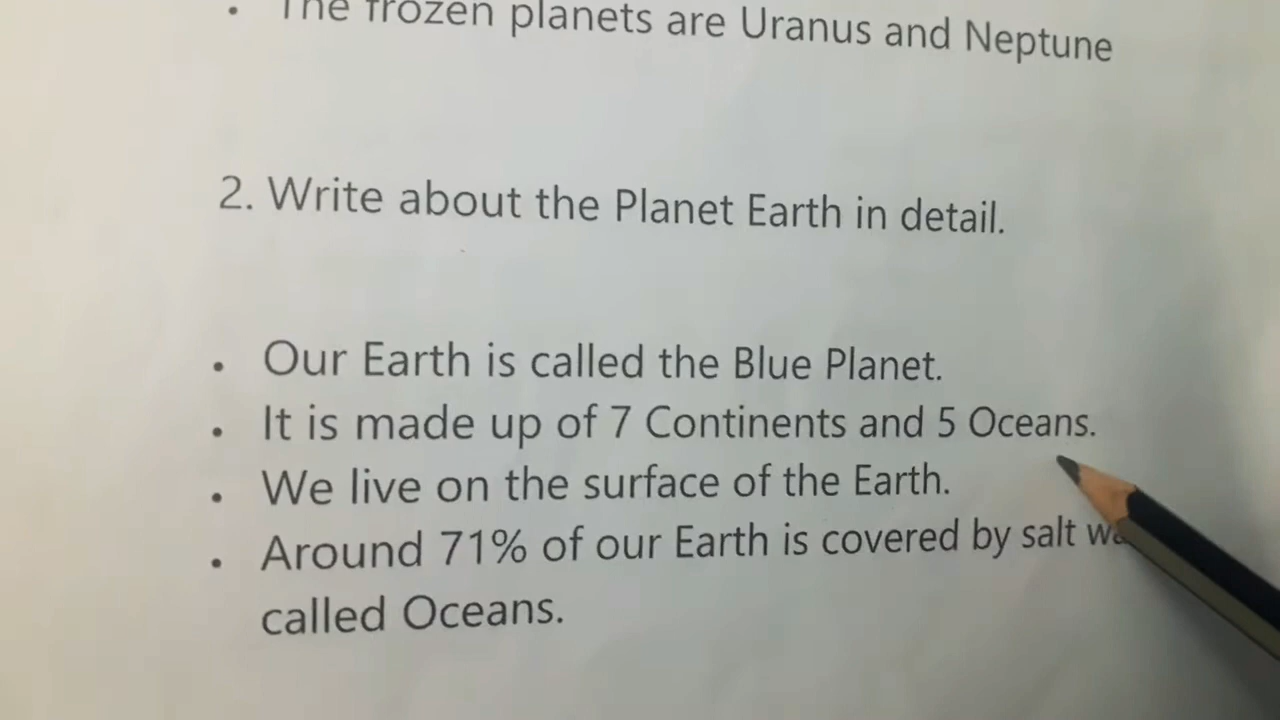 • The frozen planets are Uranus and Neptune
2. Write about the Planet Earth in detail.
• Our Earth is called the Blue Planet.
• It is made up of 7 Continents and 5 Oceans.
• We live on the surface of the Earth.
• Around 71% of our Earth is covered by salt
called Oceans.